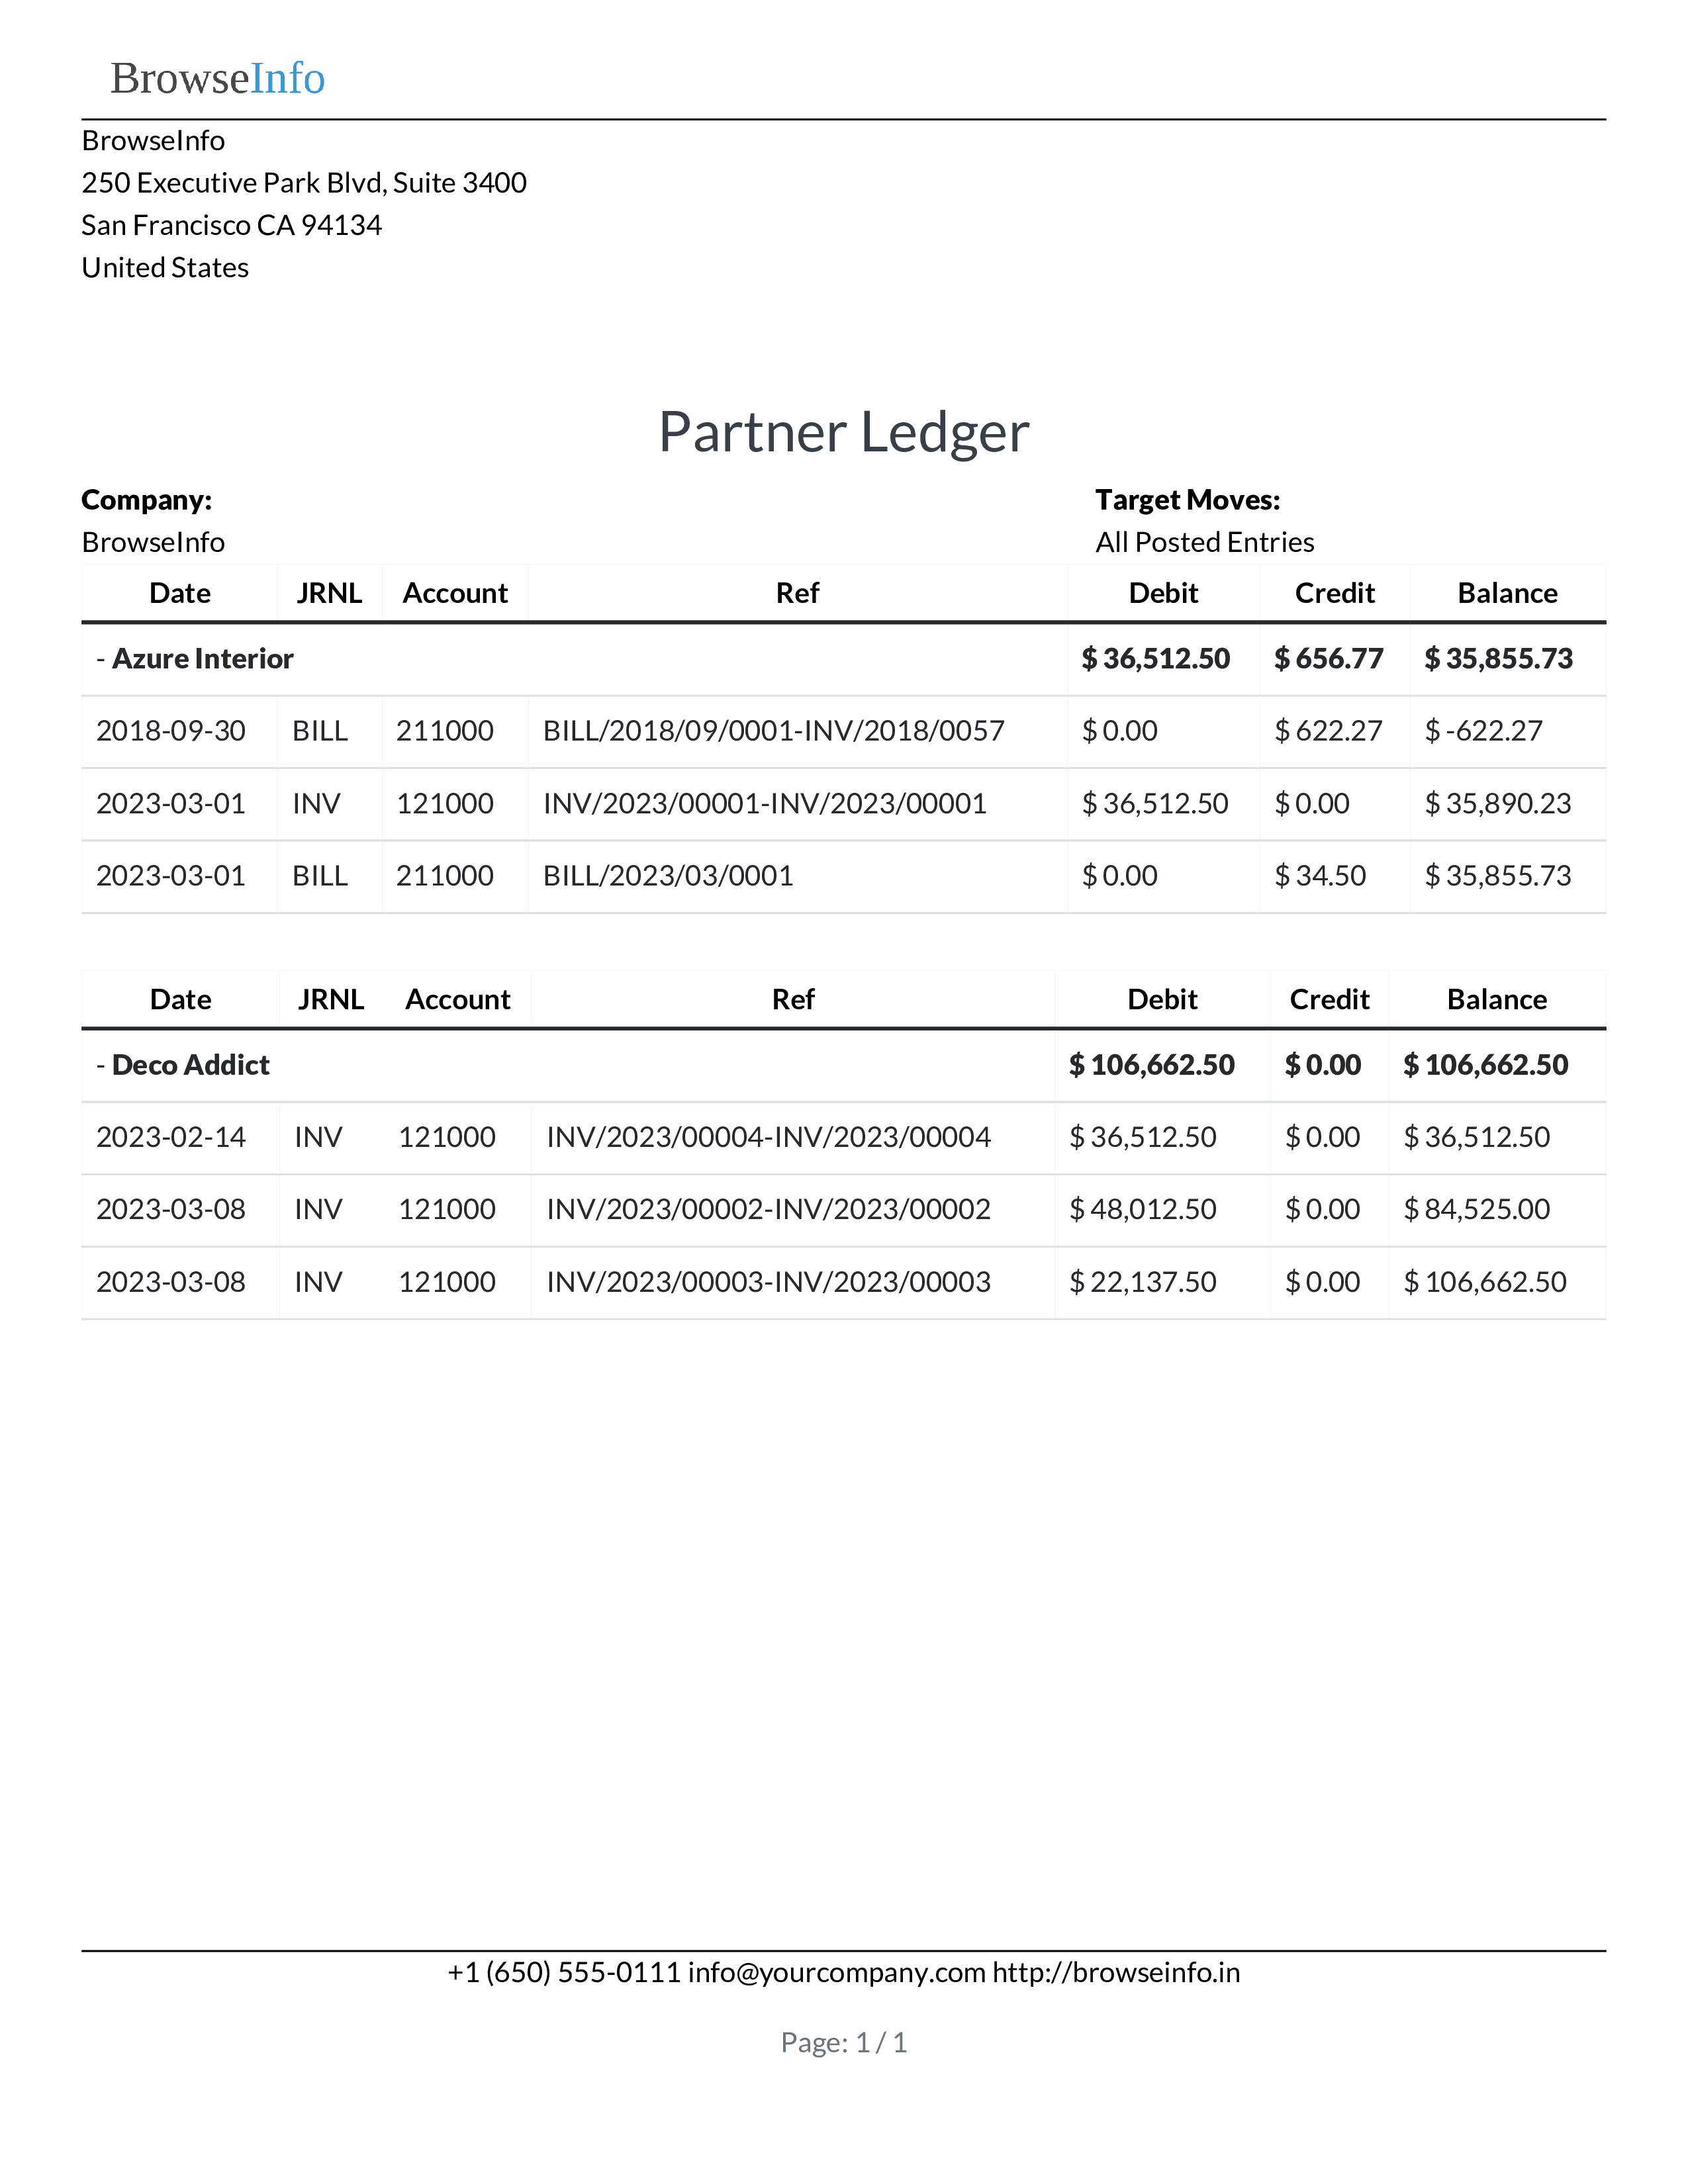 BrowseInfo
BrowseInfo
250 Executive Park Blvd, Suite 3400
San Francisco CA 94134
United States
Partner Ledger
Company: Target Moves:
BrowseInfo All Posted Entries
Date JRNL Account Ref Debit Credit Balance
- Azure Interior $ 36,512.50 $ 656.77 $ 35,855.73
2018-09-30 BILL 211000 BILL/2018/09/0001-INV/2018/0057 $ 0.00 $ 622.27 $ -622.27
2023-03-01 INV 121000 INV/2023/00001-INV/2023/00001 $ 36,512.50 $ 0.00 $ 35,890.23
2023-03-01 BILL 211000 BILL/2023/03/0001 $ 0.00 $ 34.50 $ 35,855.73
Date JRNL Account Ref Debit Credit Balance
- Deco Addict $ 106,662.50 $ 0.00 $ 106,662.50
2023-02-14 INV 121000 INV/2023/00004-INV/2023/00004 $ 36,512.50 $ 0.00 $ 36,512.50
2023-03-08 INV 121000 INV/2023/00002-INV/2023/00002 $ 48,012.50 $ 0.00 $ 84,525.00
2023-03-08 INV 121000 INV/2023/00003-INV/2023/00003 $ 22,137.50 $ 0.00 $ 106,662.50
+1 (650) 555-0111 info@yourcompany.com http://browseinfo.in
Page: 1 / 1